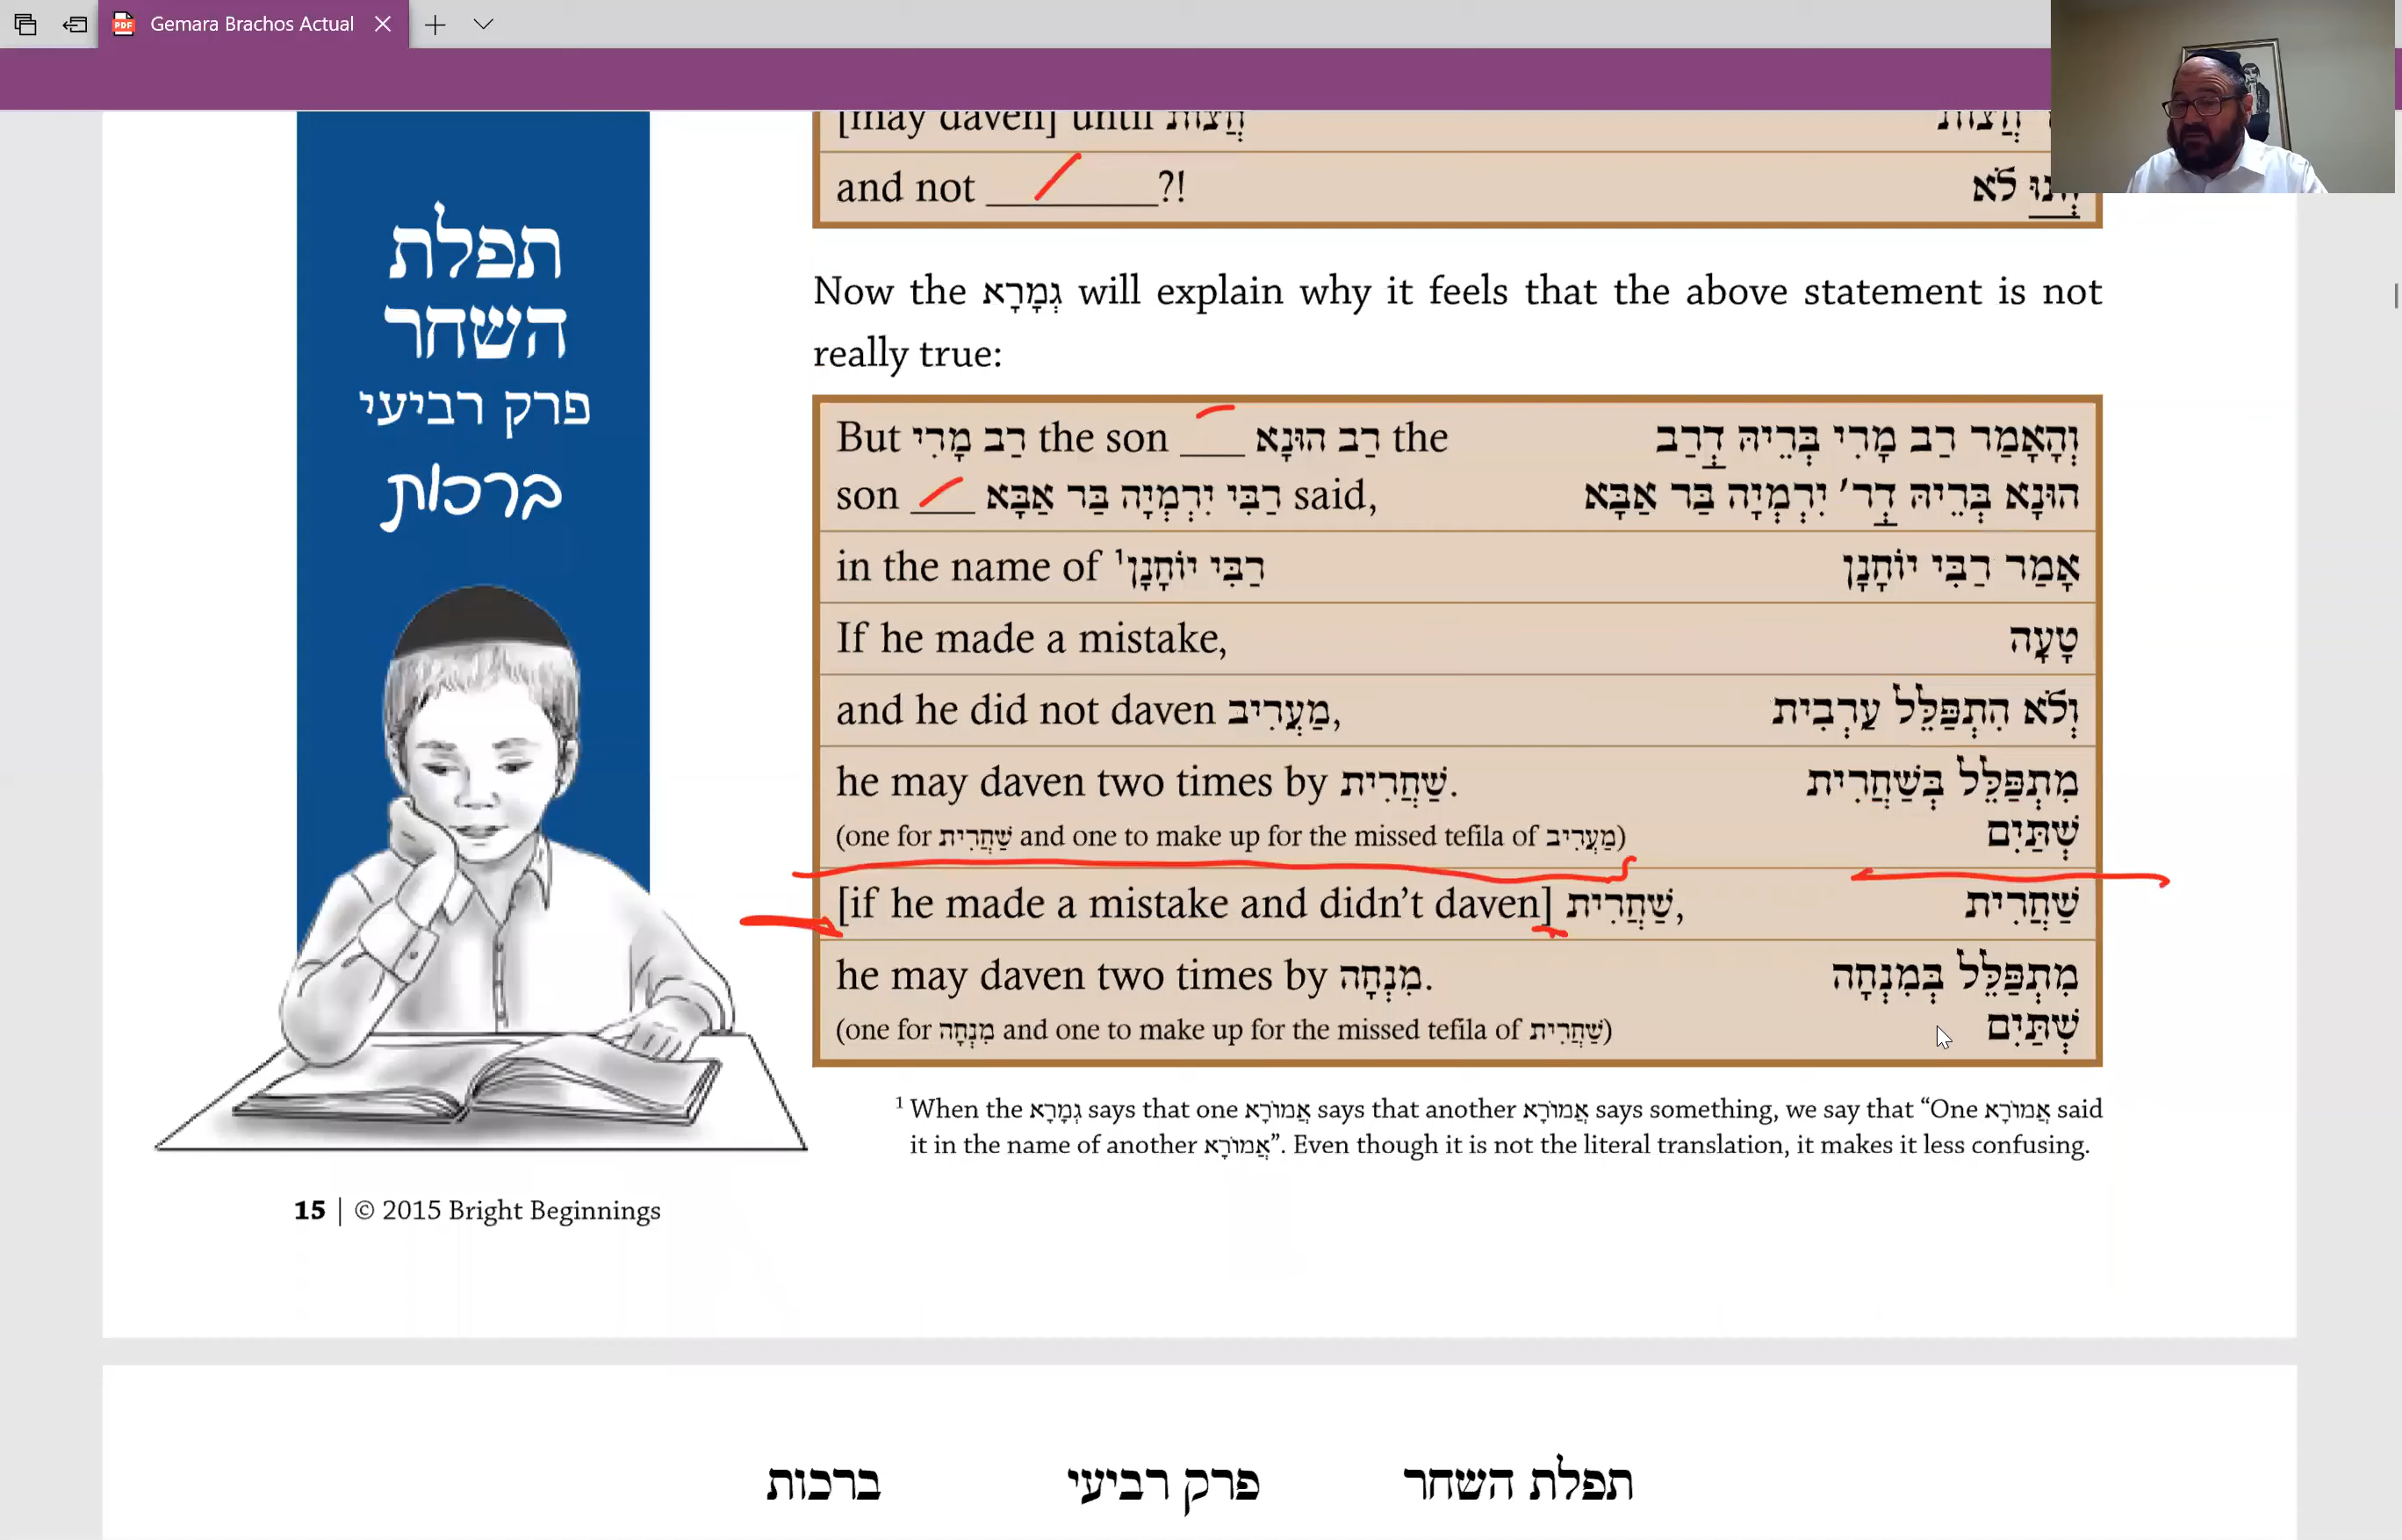 Gemara Brachos Actual
[may daven] until חֲצוֹת
חֲצוֹת
and not ________?!
לֹא
תפלת
השחר
פרק רביעי
ברכות
Now the גְּמָרָא will explain why it feels that the above statement is not
really true:
But רַב מָרִי the son ___ רַב הוּנָא the
וְהָאָמַר רַב מָרִי בְּרֵיהּ דְּרַב
son ___ רַבִּי יִרְמְיָה בַּר אַבָּא said,
הוּנָא בְּרֵיהּ דְּר׳ יִרְמְיָה בַּר אַבָּא
in the name of רַבִּי יוֹחָנָן¹
אָמַר רַבִּי יוֹחָנָן
If he made a mistake,
טָעָה
and he did not daven מַעֲרִיב,
וְלֹא הִתְפַּלֵּל עַרְבִית
he may daven two times by שַׁחֲרִית.
מִתְפַּלֵּל בְּשַׁחֲרִית
(one for שַׁחֲרִית and one to make up for the missed tefila of מַעֲרִיב)
שְׁתַּיִם
[if he made a mistake and didn’t daven] שַׁחֲרִית,
שַׁחֲרִית
he may daven two times by מִנְחָה.
מִתְפַּלֵּל בְּמִנְחָה
(one for מִנְחָה and one to make up for the missed tefila of שַׁחֲרִית)
שְׁתַּיִם
¹ When the גְּמָרָא says that one אֲמוֹרָא says that another אֲמוֹרָא says something, we say that “One אֲמוֹרָא said
it in the name of another אֲמוֹרָא”. Even though it is not the literal translation, it makes it less confusing.
15 | © 2015 Bright Beginnings
תפלת השחר פרק רביעי ברכות